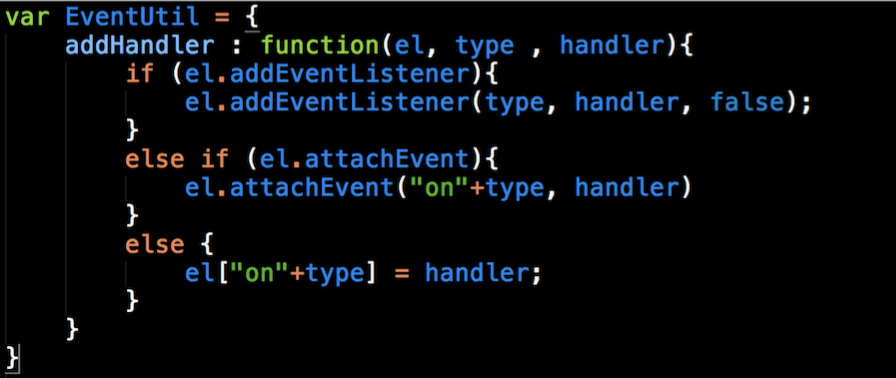 var EventUtil = {
    addHandler : function(el, type , handler){
        if (el.addEventListener){
            el.addEventListener(type, handler, false);
        }
        else if (el.attachEvent){
            el.attachEvent("on"+type, handler)
        }
        else {
            el["on"+type] = handler;
        }
    }
}